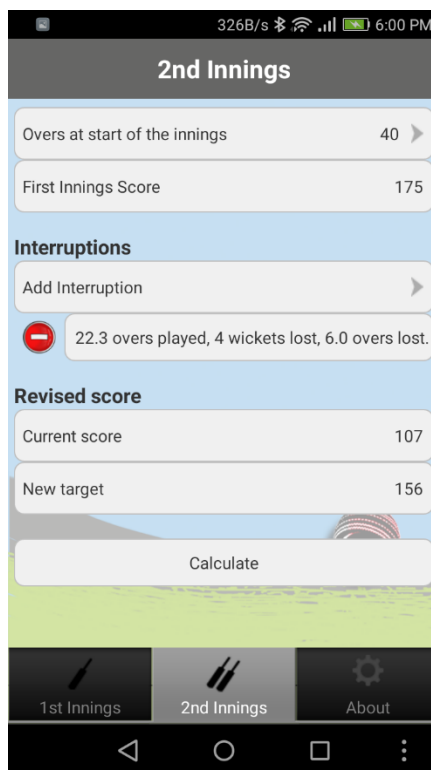 326B/s 6:00 PM
2nd Innings
Overs at start of the innings 40
First Innings Score 175
Interruptions
Add Interruption
22.3 overs played, 4 wickets lost, 6.0 overs lost.
Revised score
Current score 107
New target 156
Calculate
1st Innings 2nd Innings About